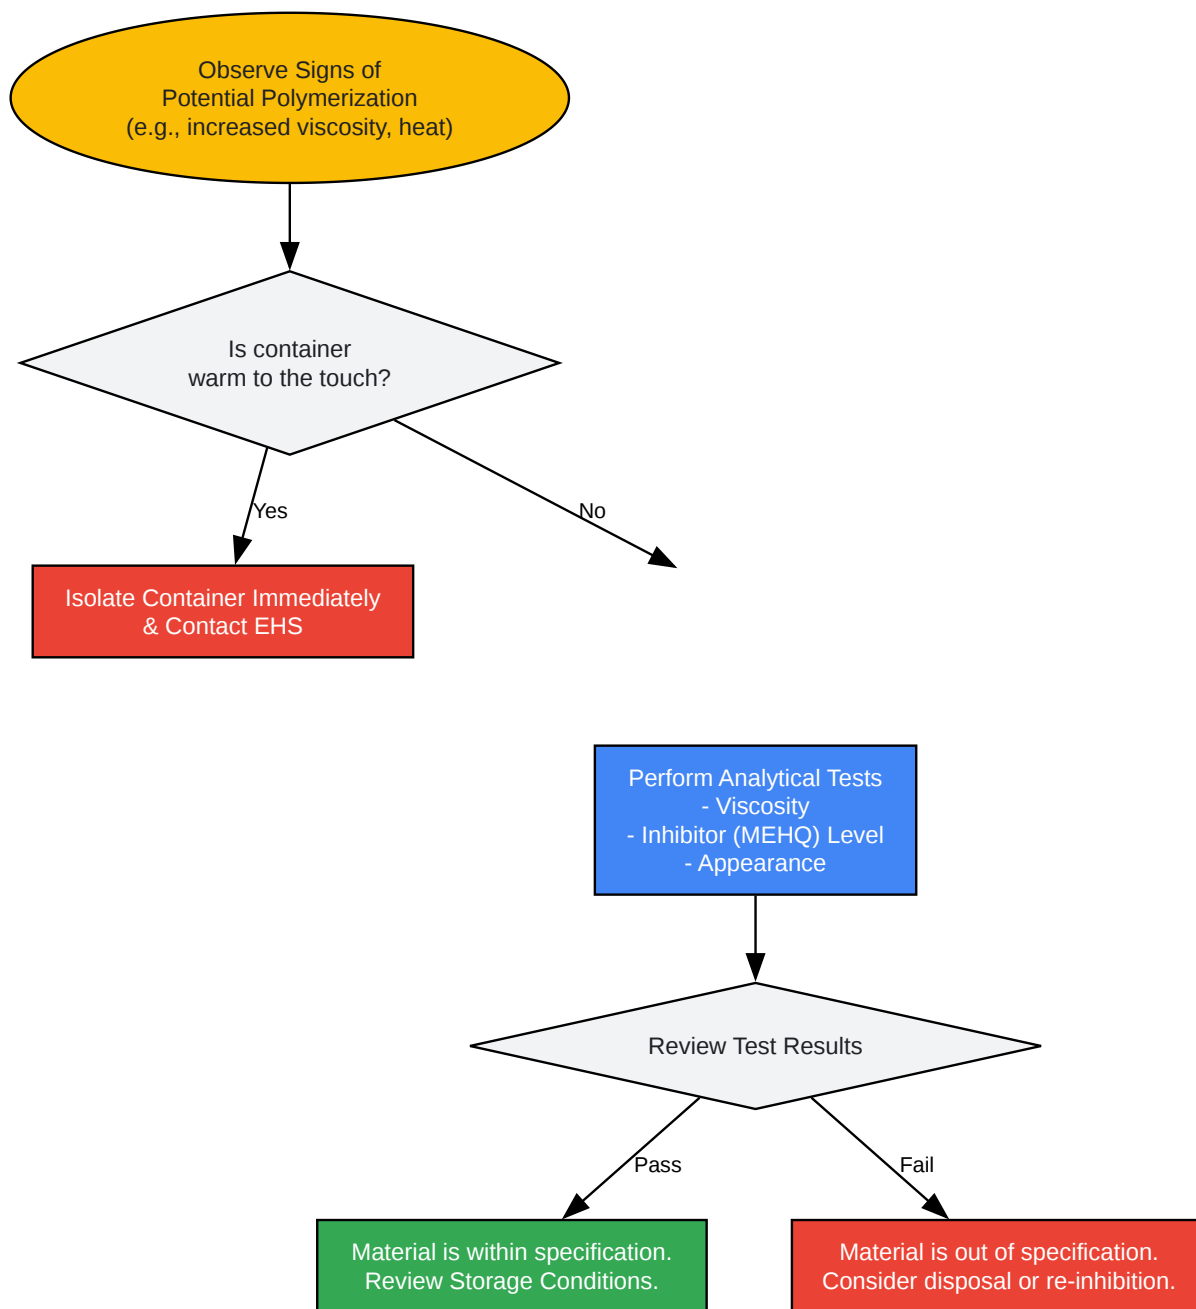 Observe Signs of
Potential Polymerization
(e.g., increased viscosity, heat)
Is container
warm to the touch?
Yes
No
Isolate Container Immediately
& Contact EHS
Perform Analytical Tests
- Viscosity
- Inhibitor (MEHQ) Level
- Appearance
Review Test Results
Pass
Fail
Material is within specification.
Review Storage Conditions.
Material is out of specification.
Consider disposal or re-inhibition.